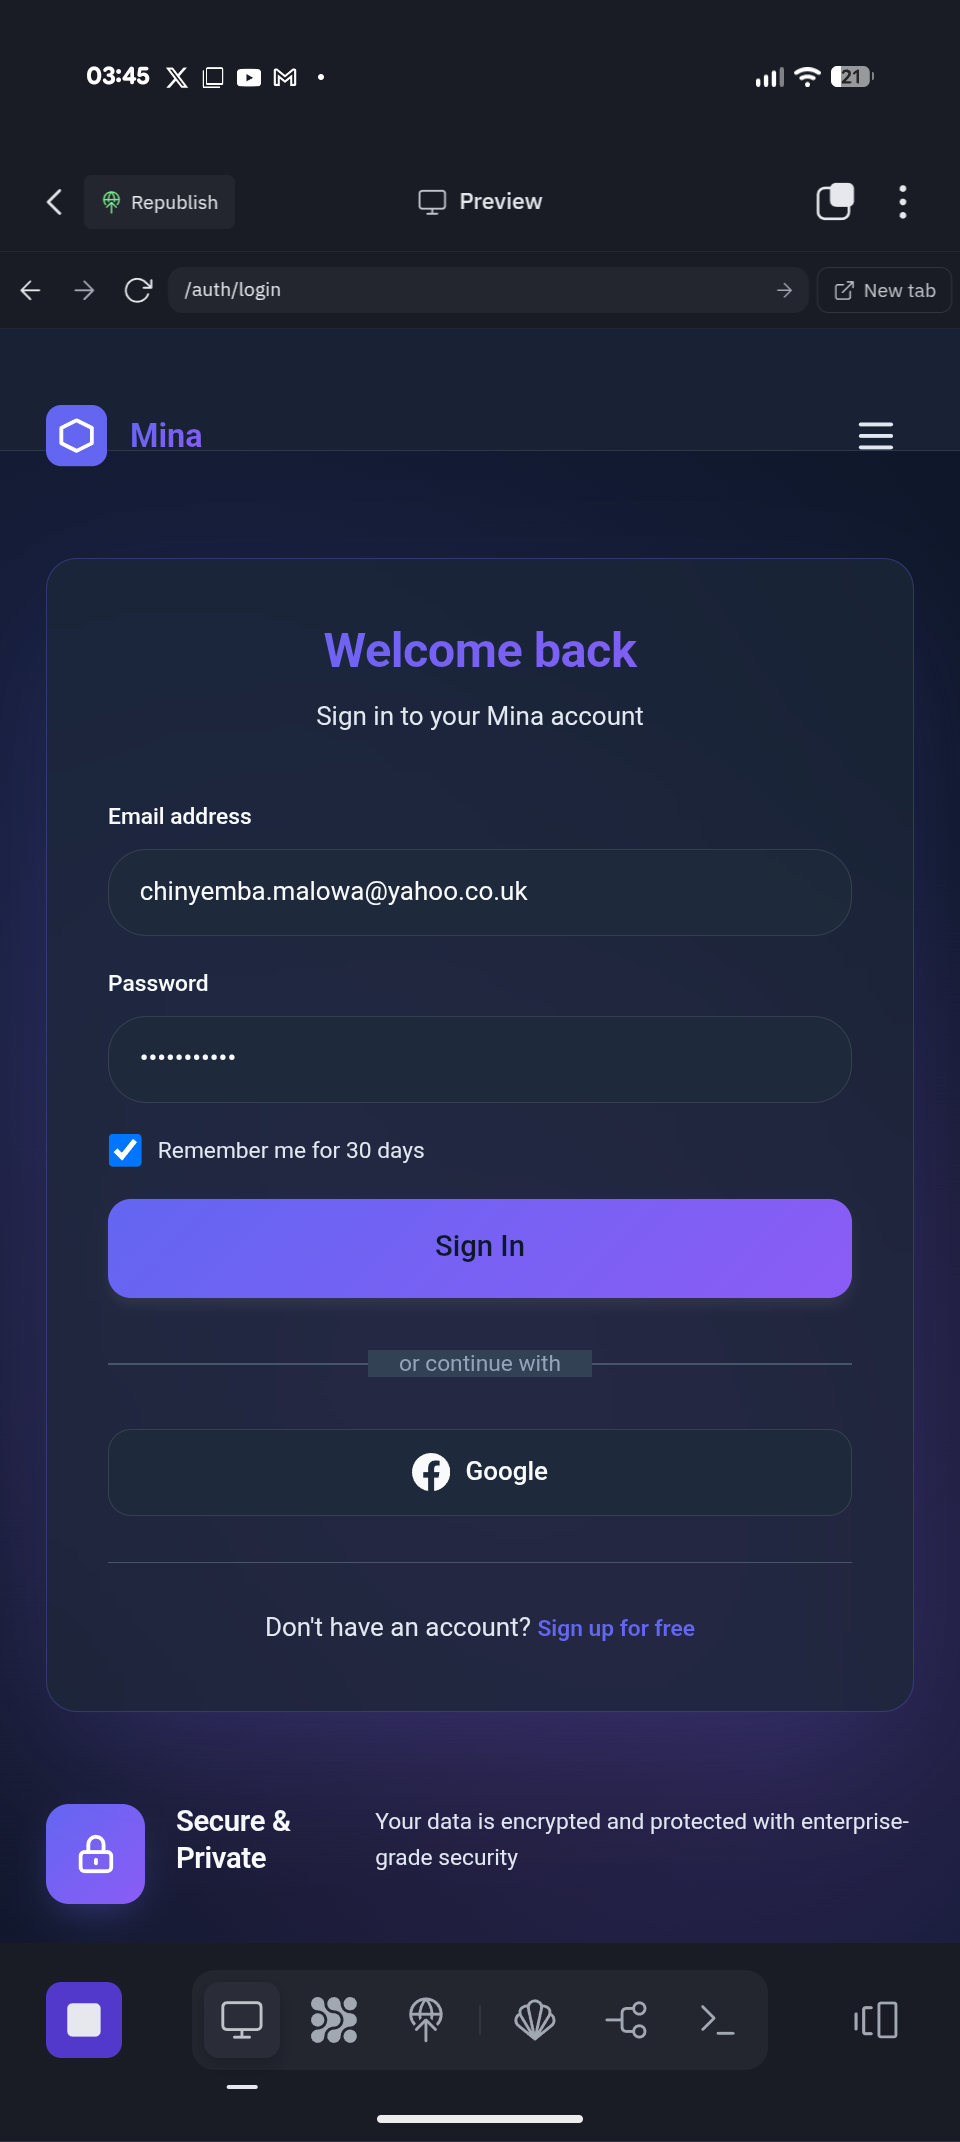 03:45
21
Republish
Preview
/auth/login
New tab
Mina
Welcome back
Sign in to your Mina account
Email address
chinyemba.malowa@yahoo.co.uk
Password
•••••••••••
Remember me for 30 days
Sign In
or continue with
Google
Don't have an account? Sign up for free
Secure &
Private
Your data is encrypted and protected with enterprise-
grade security